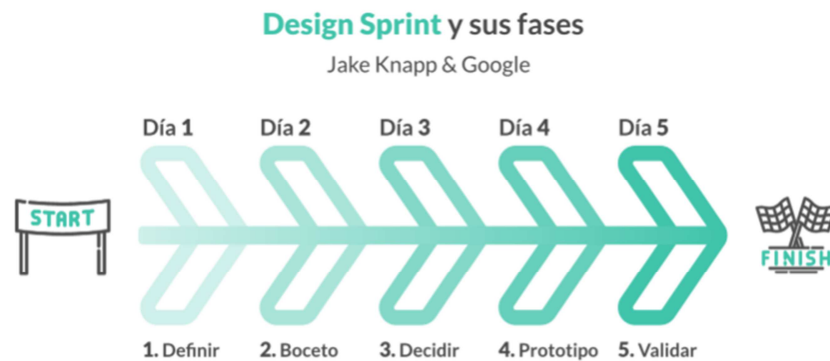 Design Sprint y sus fases
Jake Knapp & Google
Día 1 Día 2 Día 3 Día 4 Día 5
START
FINISH
1. Definir 2. Boceto 3. Decidir 4. Prototipo 5. Validar